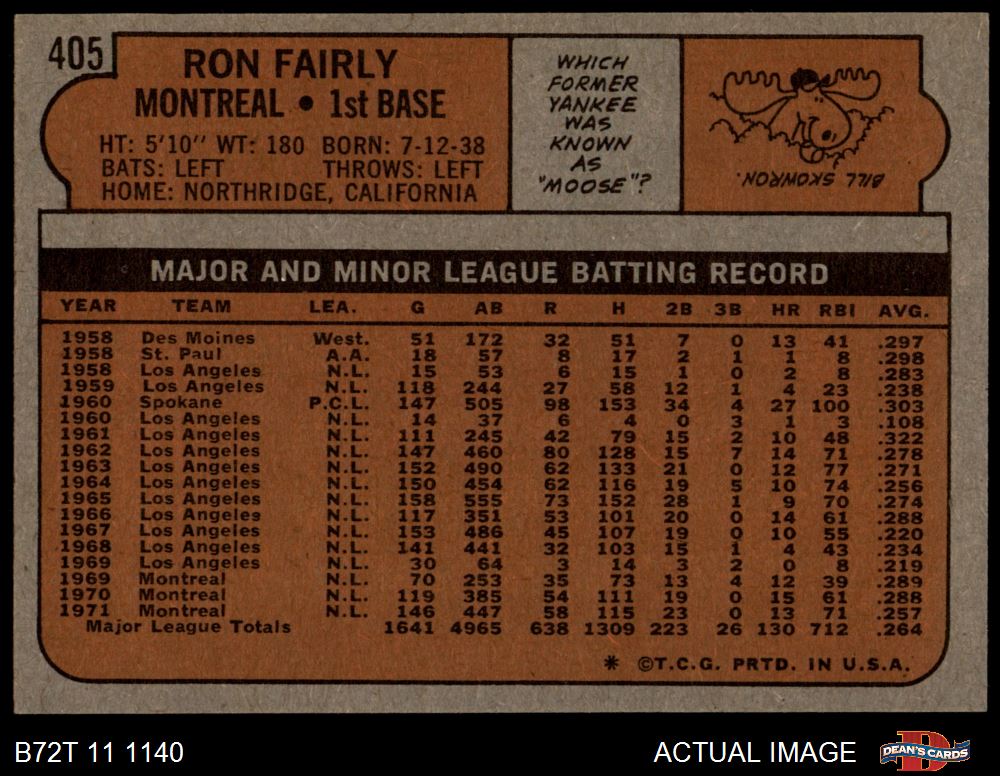 405
RON FAIRLY
MONTREAL • 1st BASE
HT: 5'10" WT: 180 BORN: 7-12-38
BATS: LEFT THROWS: LEFT
HOME: NORTHRIDGE, CALIFORNIA
WHICH
FORMER
YANKEE
WAS
KNOWN
AS
"MOOSE"?
BILL SKOWRON.
MAJOR AND MINOR LEAGUE BATTING RECORD
YEAR TEAM LEA. G AB R H 2B 3B HR RBI AVG.
1958 Des Moines West. 51 172 32 51 7 0 13 41 .297
1958 St. Paul A.A. 18 57 8 17 2 1 1 8 .298
1958 Los Angeles N.L. 15 53 6 15 1 0 2 8 .283
1959 Los Angeles N.L. 118 244 27 58 12 1 4 23 .238
1960 Spokane P.C.L. 147 505 98 153 34 4 27 100 .303
1960 Los Angeles N.L. 14 37 6 4 0 3 1 3 .108
1961 Los Angeles N.L. 111 245 42 79 15 2 10 48 .322
1962 Los Angeles N.L. 147 460 80 128 15 7 14 71 .278
1963 Los Angeles N.L. 152 490 62 133 21 0 12 77 .271
1964 Los Angeles N.L. 150 454 62 116 19 5 10 74 .256
1965 Los Angeles N.L. 158 555 73 152 28 1 9 70 .274
1966 Los Angeles N.L. 117 351 53 101 20 0 14 61 .288
1967 Los Angeles N.L. 153 486 45 107 19 0 10 55 .220
1968 Los Angeles N.L. 141 441 32 103 15 1 4 43 .234
1969 Los Angeles N.L. 30 64 3 14 3 2 0 8 .219
1969 Montreal N.L. 70 253 35 73 13 4 12 39 .289
1970 Montreal N.L. 119 385 54 111 19 0 15 61 .288
1971 Montreal N.L. 146 447 58 115 23 0 13 71 .257
Major League Totals 1641 4965 638 1309 223 26 130 712 .264
* ©T.C.G. PRTD. IN U.S.A.
B72T 11 1140
ACTUAL IMAGE
D
DEAN'S CARDS